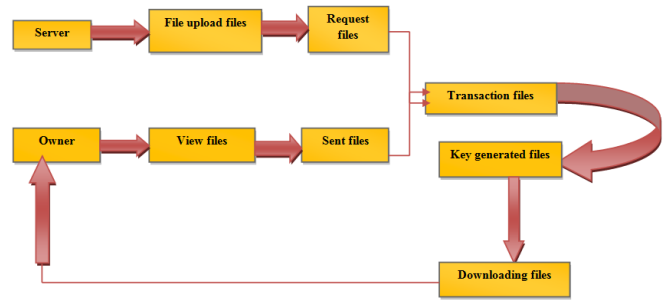 Server
File upload files
Request
files
Transaction files
Owner
View files
Sent files
Key generated files
Downloading files